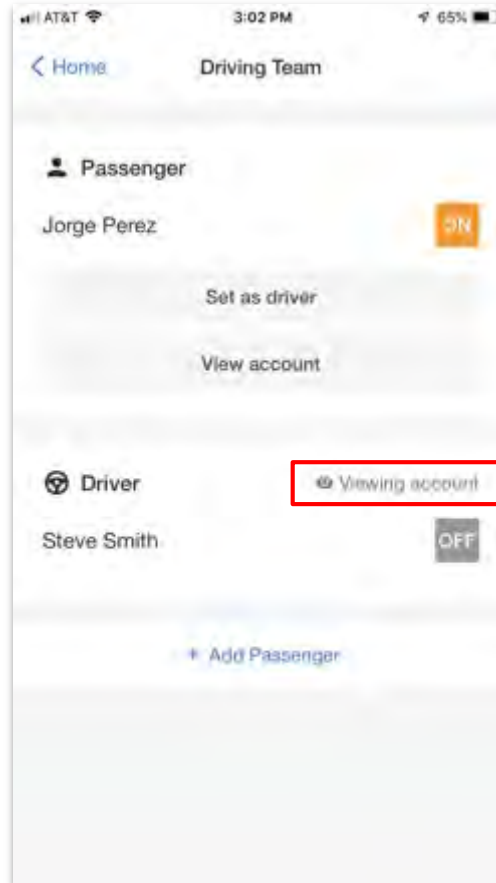 AT&T 3:02 PM 65%
Home Driving Team
Passenger
Jorge Perez ON
Set as driver
View account
Driver Viewing account
Steve Smith OFF
+ Add Passenger